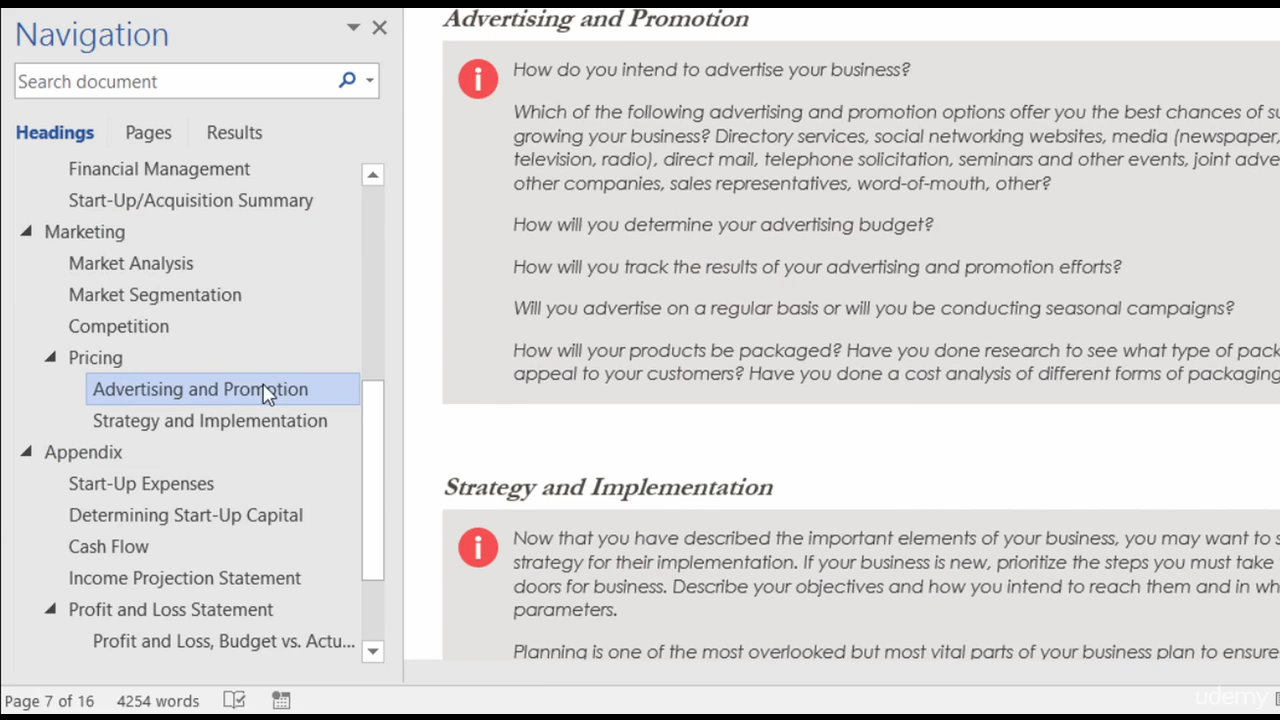 Navigation
Search document
Headings Pages Results
Financial Management
Start-Up/Acquisition Summary
Marketing
Market Analysis
Market Segmentation
Competition
Pricing
Advertising and Promotion
Strategy and Implementation
Appendix
Start-Up Expenses
Determining Start-Up Capital
Cash Flow
Income Projection Statement
Profit and Loss Statement
Profit and Loss, Budget vs. Actu...
Advertising and Promotion
i
How do you intend to advertise your business?
Which of the following advertising and promotion options offer you the best chances of su
growing your business? Directory services, social networking websites, media (newspaper,
television, radio), direct mail, telephone solicitation, seminars and other events, joint adve
other companies, sales representatives, word-of-mouth, other?
How will you determine your advertising budget?
How will you track the results of your advertising and promotion efforts?
Will you advertise on a regular basis or will you be conducting seasonal campaigns?
How will your products be packaged? Have you done research to see what type of pack
appeal to your customers? Have you done a cost analysis of different forms of packaging
Strategy and Implementation
i
Now that you have described the important elements of your business, you may want to s
strategy for their implementation. If your business is new, prioritize the steps you must take
doors for business. Describe your objectives and how you intend to reach them and in wh
parameters.
Planning is one of the most overlooked but most vital parts of your business plan to ensure
Page 7 of 16 4254 words
udemy